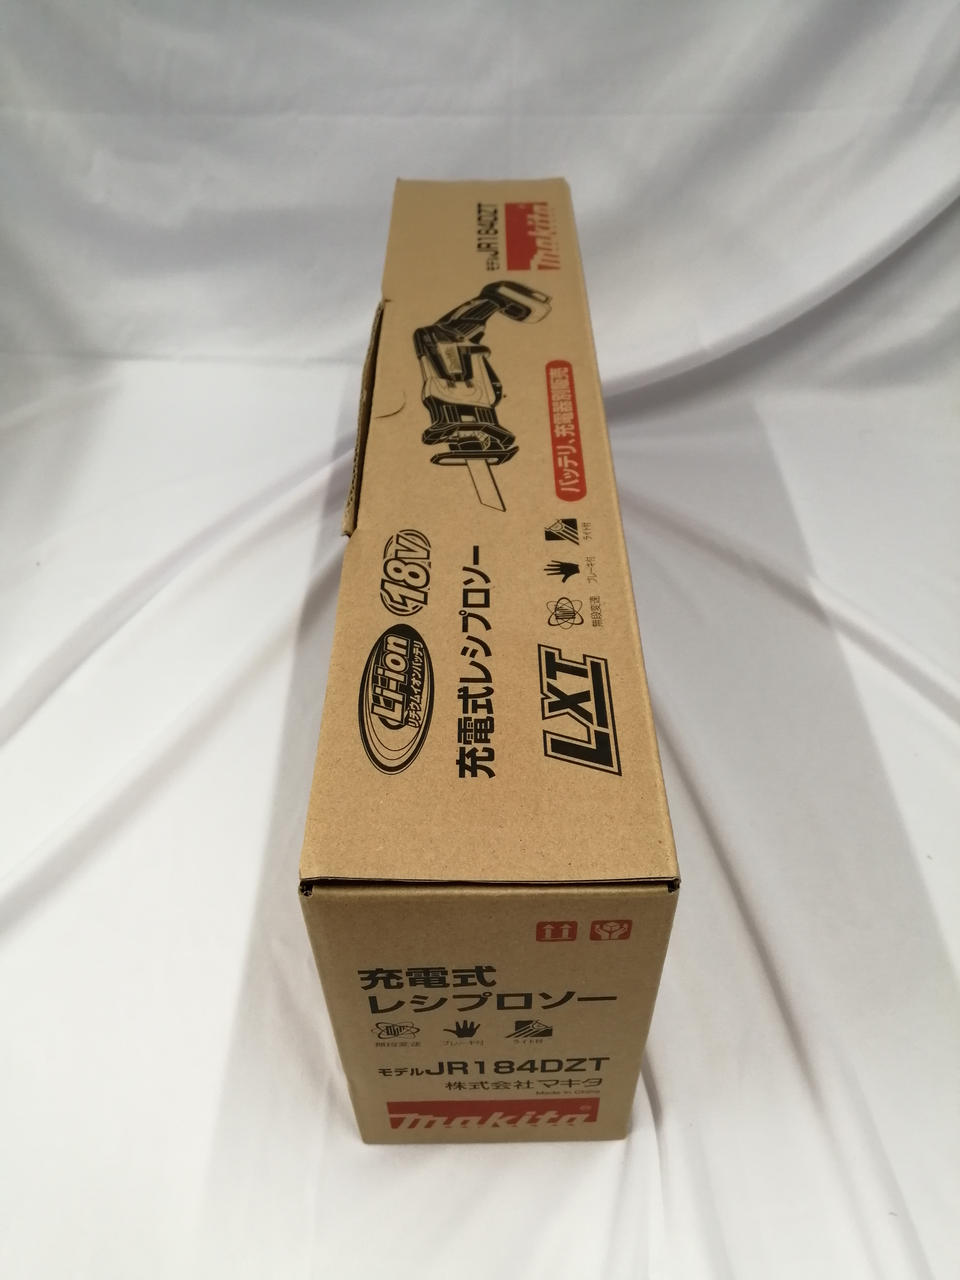 Li-ion
リチウムイオンバッテリ
18V
充電式レシプロソー
LXT
無段変速
ブレーキ付
ライト付
バッテリ、充電器別販売
モデルJR184DZT
makita
充電式
レシプロソー
無段変速
ブレーキ付
ライト付
モデルJR184DZT
株式会社マキタ
Made in China
makita®